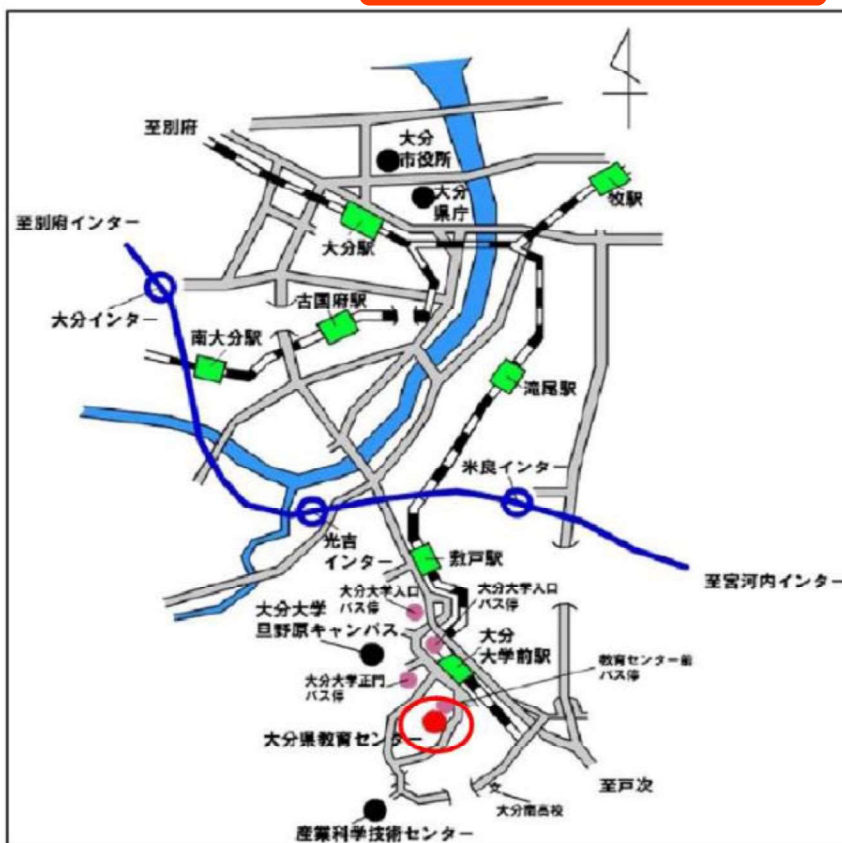 至別府
大分
市役所
大分
県庁
牧駅
至別府インター
大分駅
大分インター
古国府駅
南大分駅
滝尾駅
米良インター
光吉
インター
敷戸駅
至宮河内インター
大分大学入口
バス停
大分大学入口
バス停
大分大学
旦野原キャンパス
大分
大学前駅
教育センター前
バス停
大分大学正門
バス停
大分県教育センター
至戸次
文
大分南高校
産業科学技術センター